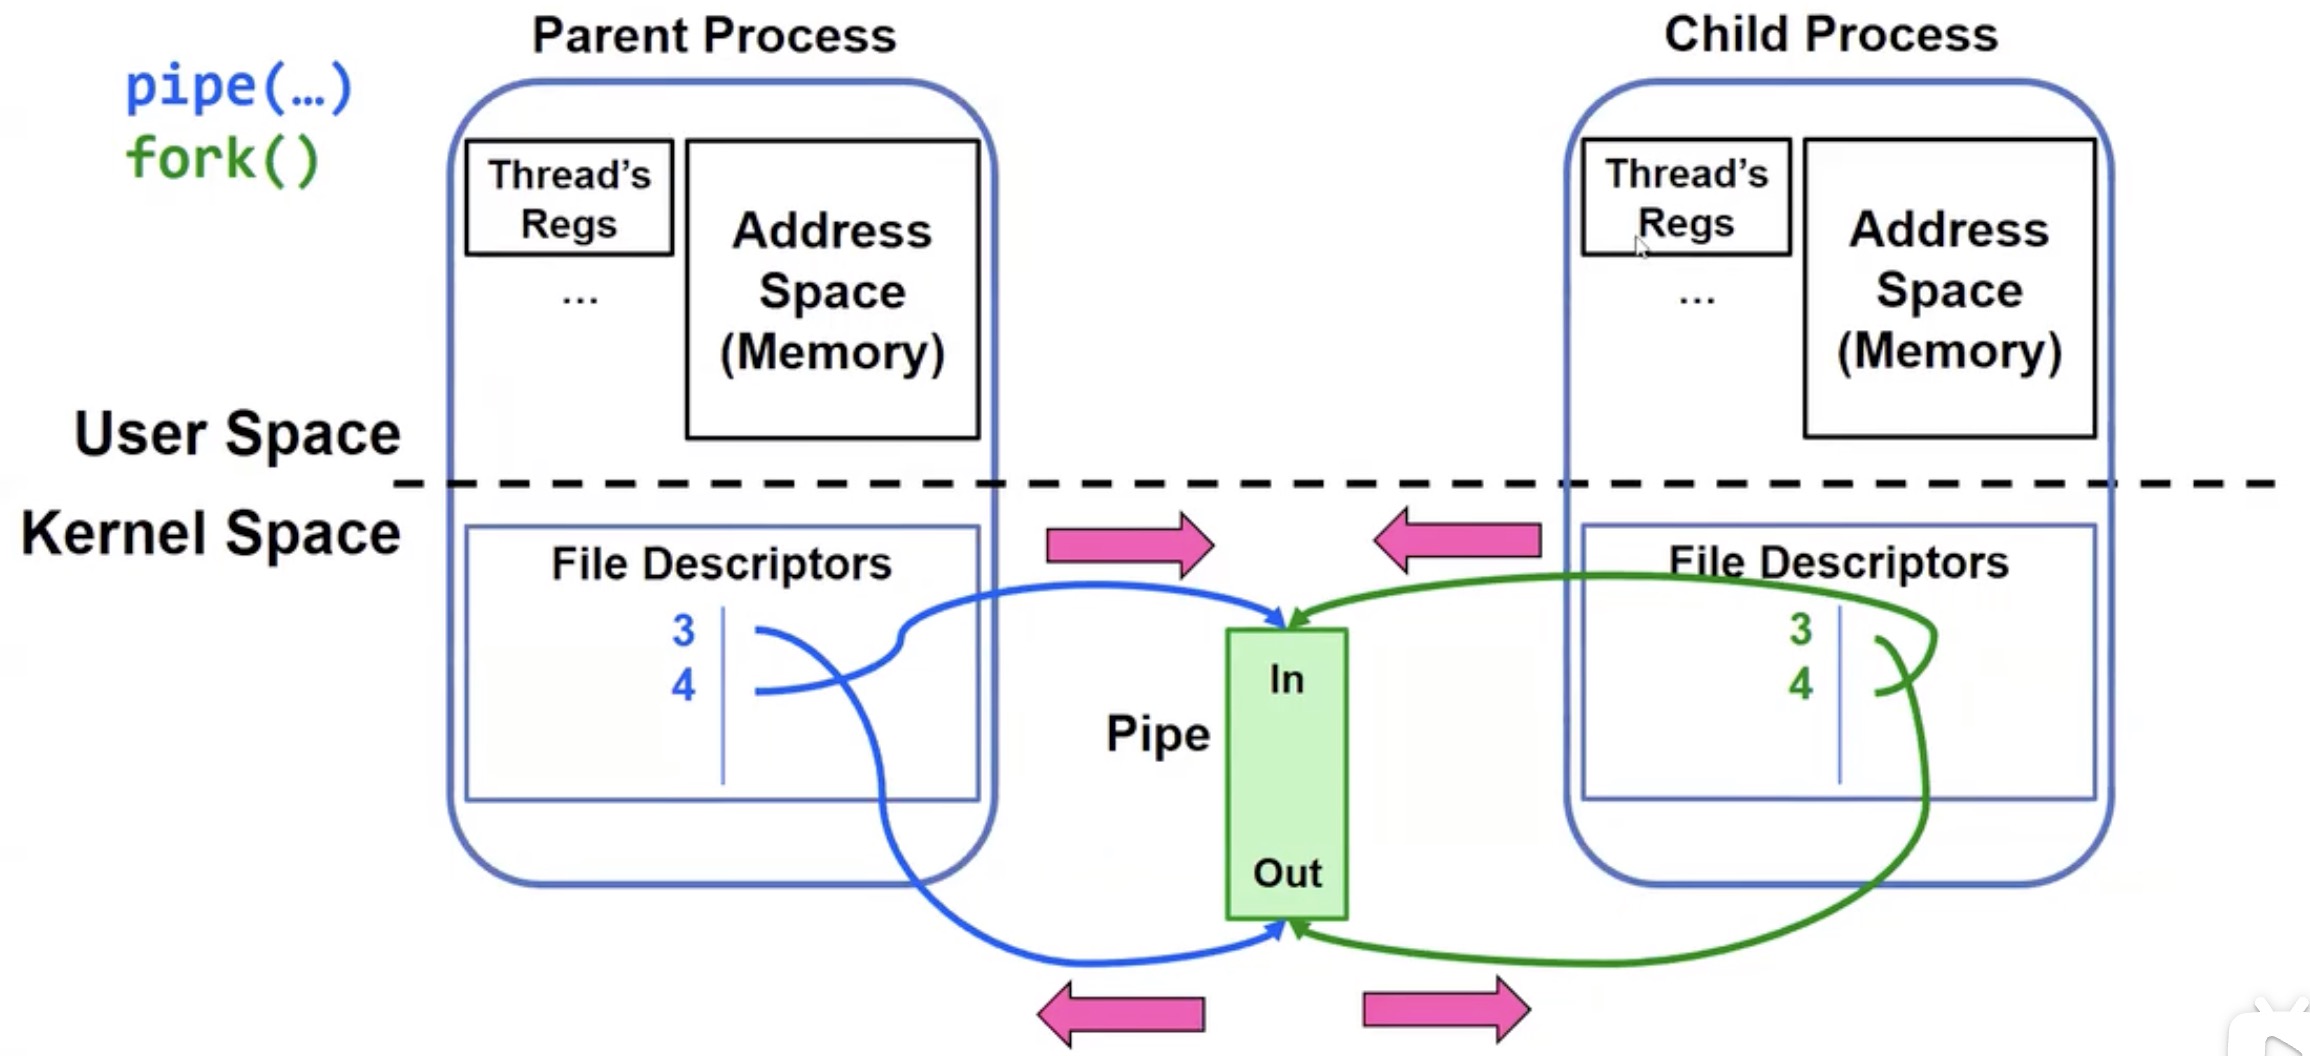 Parent Process
Child Process
pipe(…)
fork()
Thread's
Regs
...
Address
Space
(Memory)
Thread's
Regs
...
Address
Space
(Memory)
User Space
Kernel Space
File Descriptors
3
4
Pipe
In
Out
File Descriptors
3
4